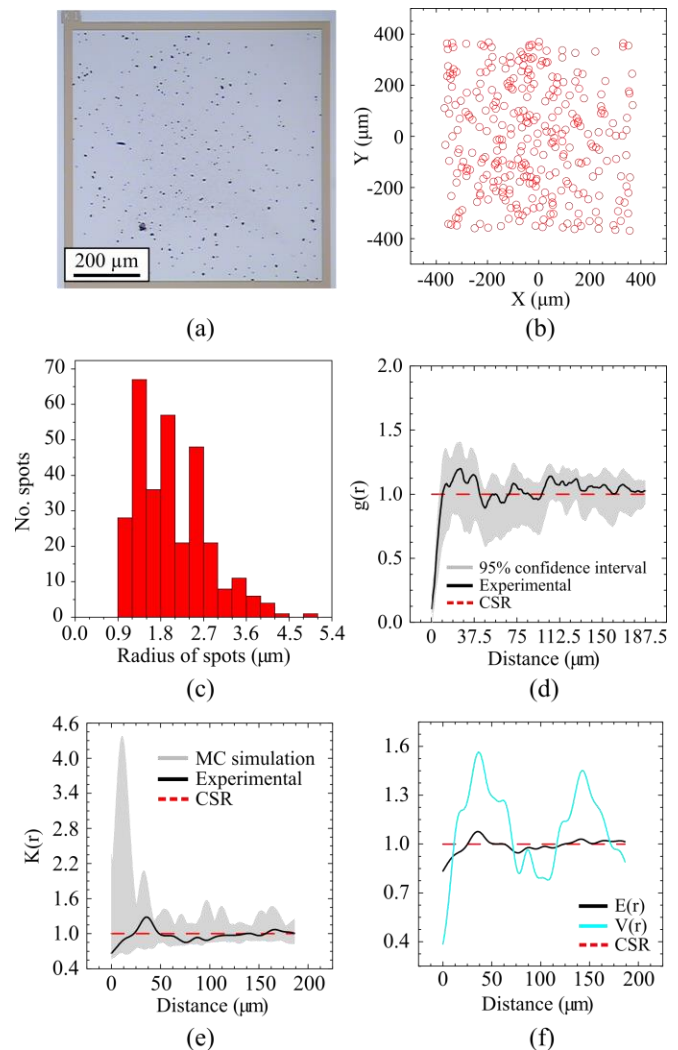 200 µm
(a)
Y (µm)
400
200
0
-200
-400
-400 -200 0 200 400
X (µm)
(b)
No. spots
70
60
50
40
30
20
10
0
0.0 0.9 1.8 2.7 3.6 4.5 5.4
Radius of spots (µm)
(c)
g(r)
2.0
1.5
1.0
0.5
0.0
95% confidence interval
Experimental
CSR
0 37.5 75 112.5 150 187.5
Distance (µm)
(d)
K(r)
4.6
4.0
3.4
2.8
2.2
1.6
1.0
0.4
MC simulation
Experimental
CSR
0 50 100 150 200
Distance (µm)
(e)
1.6
1.3
1.0
0.7
0.4
E(r)
V(r)
CSR
0 50 100 150 200
Distance (µm)
(f)